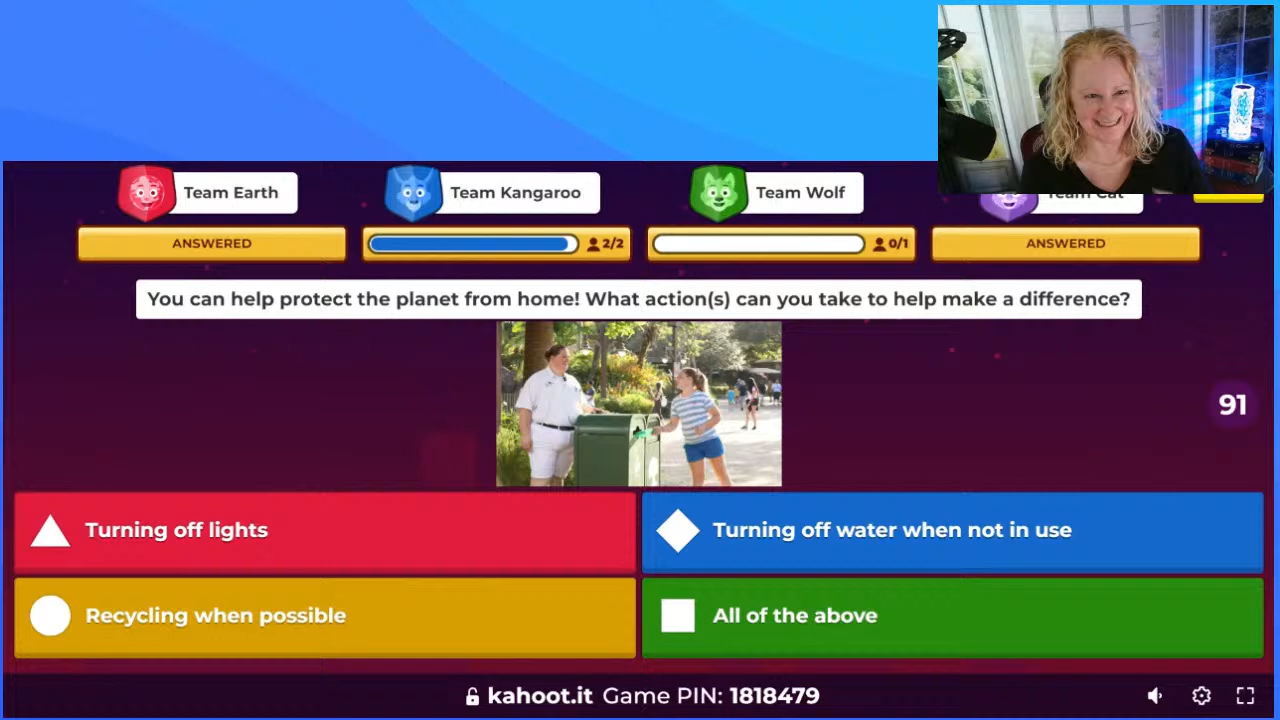 Team Earth
Team Kangaroo
Team Wolf
Team Cat
ANSWERED
2/2
0/1
ANSWERED
You can help protect the planet from home! What action(s) can you take to help make a difference?
91
Turning off lights
Turning off water when not in use
Recycling when possible
All of the above
kahoot.it Game PIN: 1818479